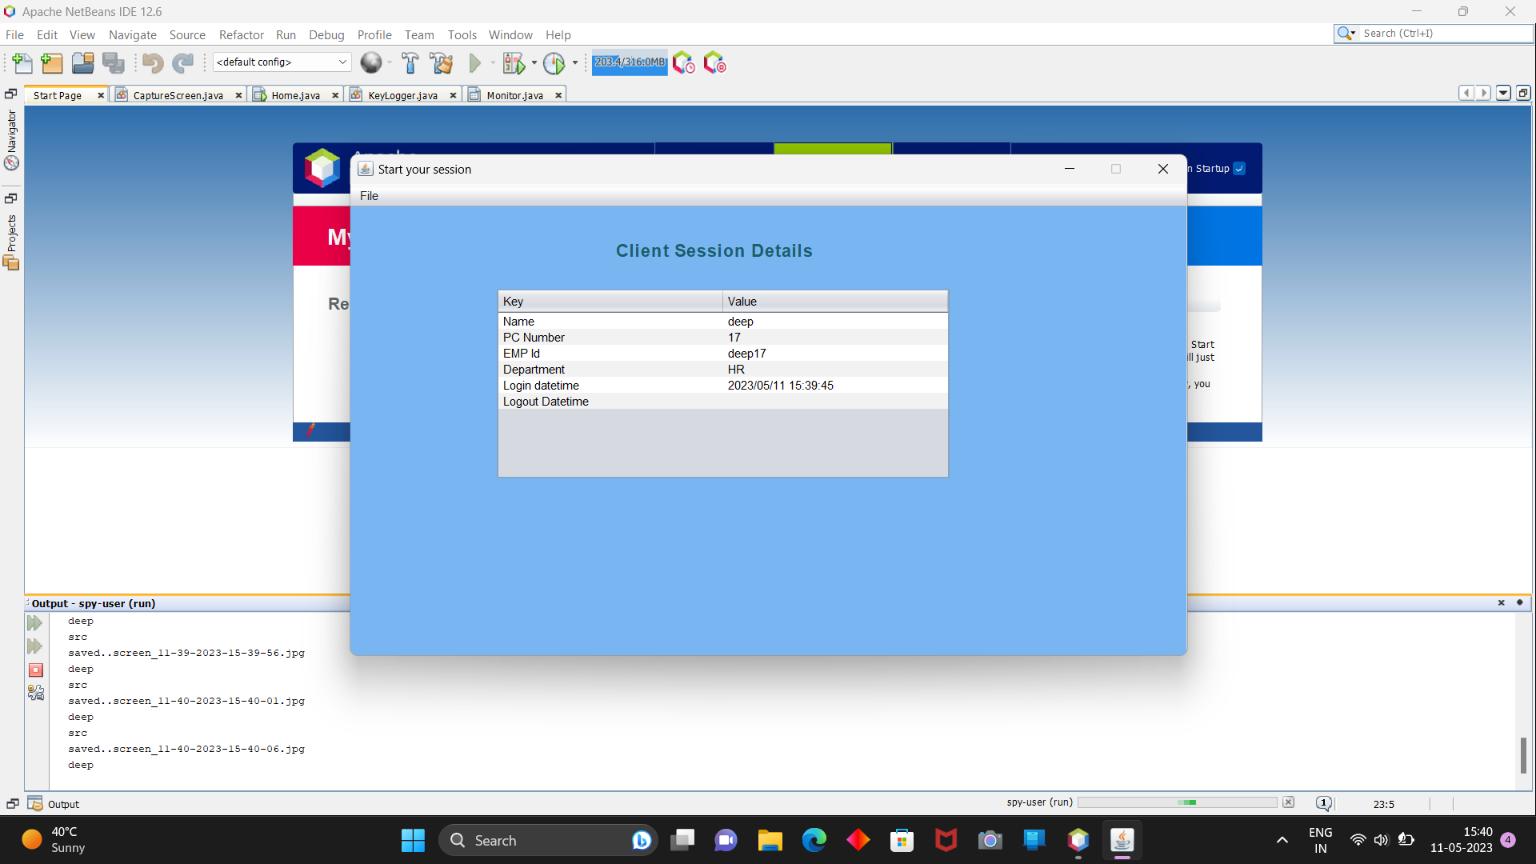 Apache NetBeans IDE 12.6
File Edit View Navigate Source Refactor Run Debug Profile Team Tools Window Help
Search (Ctrl+I)
<default config>
203.4/316.0MB
Start Page
CaptureScreen.java
Home.java
KeyLogger.java
Monitor.java
Navigator
Projects
n Startup
My
Re
Start
ll just
, you
Start your session
File
Client Session Details
Key Value
Name deep
PC Number 17
EMP Id deep17
Department HR
Login datetime 2023/05/11 15:39:45
Logout Datetime
Output - spy-user (run)
deep
src
saved..screen_11-39-2023-15-39-56.jpg
deep
src
saved..screen_11-40-2023-15-40-01.jpg
deep
src
saved..screen_11-40-2023-15-40-06.jpg
deep
Output
spy-user (run)
1
23:5
40°C
Sunny
Search
ENG
IN
15:40
11-05-2023
4